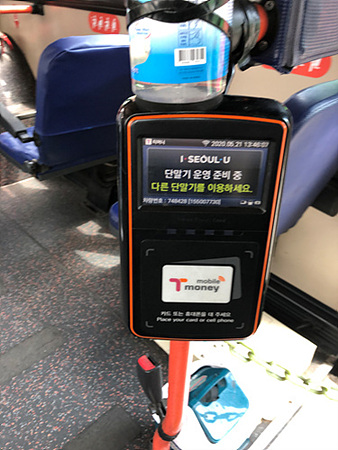 2020.05.21 13:46:07
I·SEOUL·U
단말기 운영 준비 중
다른 단말기를 이용하세요.
차량번호 : 748428 [155007730]
mobile
T money
카드 또는 휴대폰을 대 주세요
Place your card or cell phone